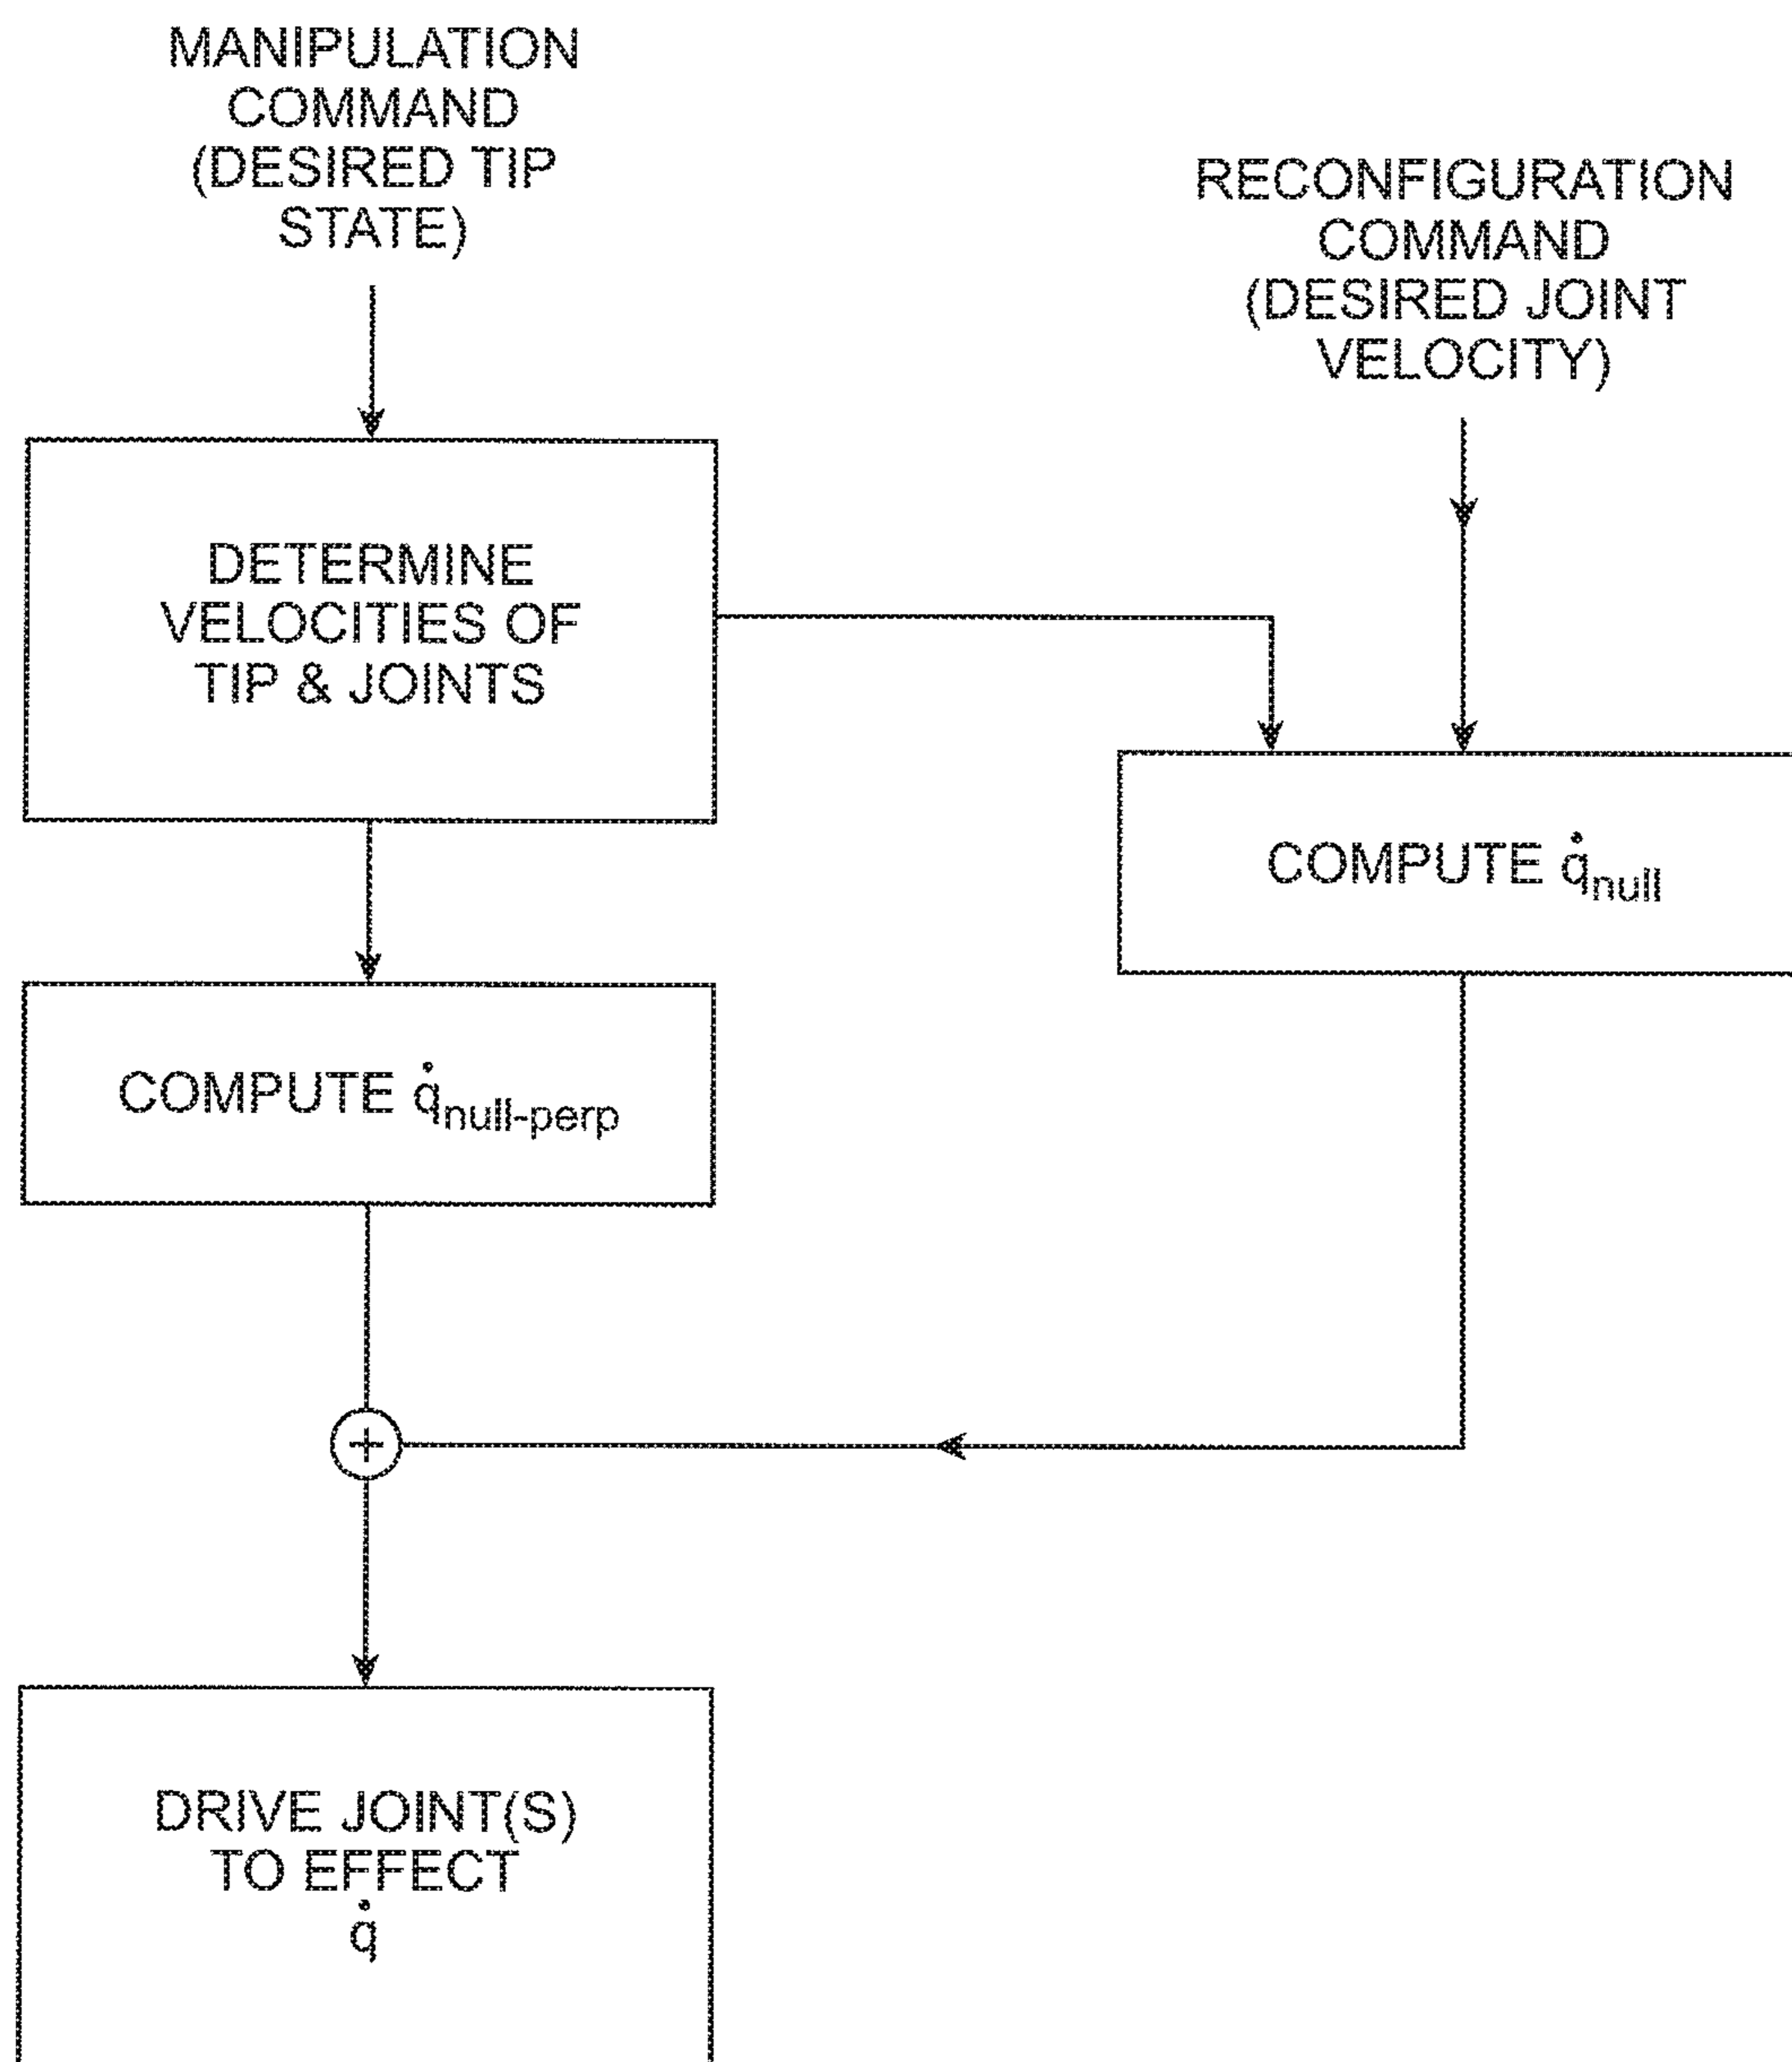 MANIPULATION
COMMAND
(DESIRED TIP
STATE)
RECONFIGURATION
COMMAND
(DESIRED JOINT
VELOCITY)
DETERMINE
VELOCITIES OF
TIP & JOINTS
COMPUTE q̇null
COMPUTE q̇null-perp
+
DRIVE JOINT(S)
TO EFFECT
q̇